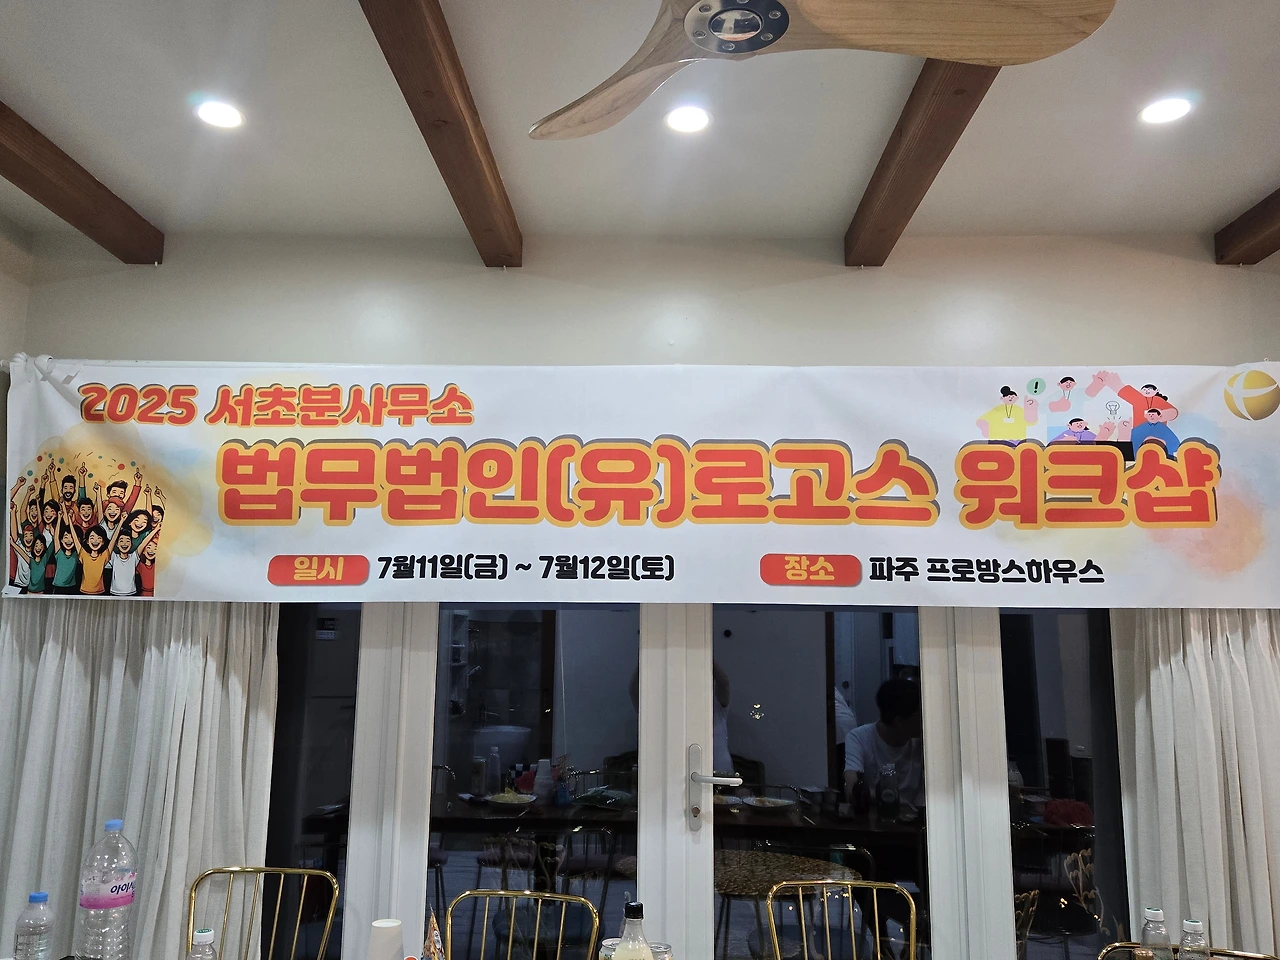 2025 서초분사무소
법무법인(유)로고스 워크샵
일시 7월11일(금) ~ 7월12일(토)
장소 파주 프로방스하우스